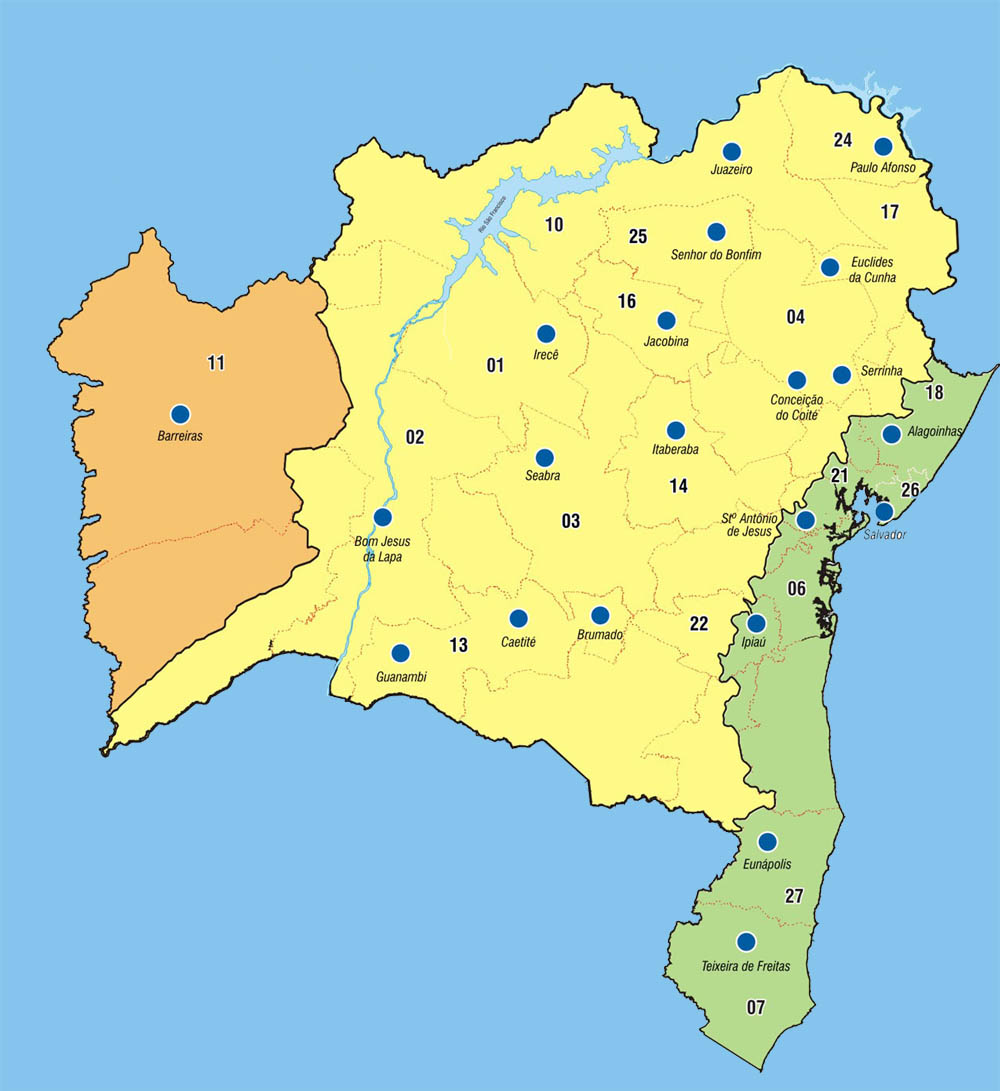 24
Paulo Afonso
Juazeiro
17
Rio São Francisco
10
25
Senhor do Bonfim
Euclides
da Cunha
16
04
Jacobina
Irecê
11
01
Serrinha
Conceição
do Coité
18
Barreiras
02
Itaberaba
Alagoinhas
Seabra
21
14
26
03
Stº Antônio
de Jesus
Salvador
Bom Jesus
da Lapa
06
22
Brumado
Caetité
Ipiaú
13
Guanambi
Eunápolis
27
Teixeira de Freitas
07